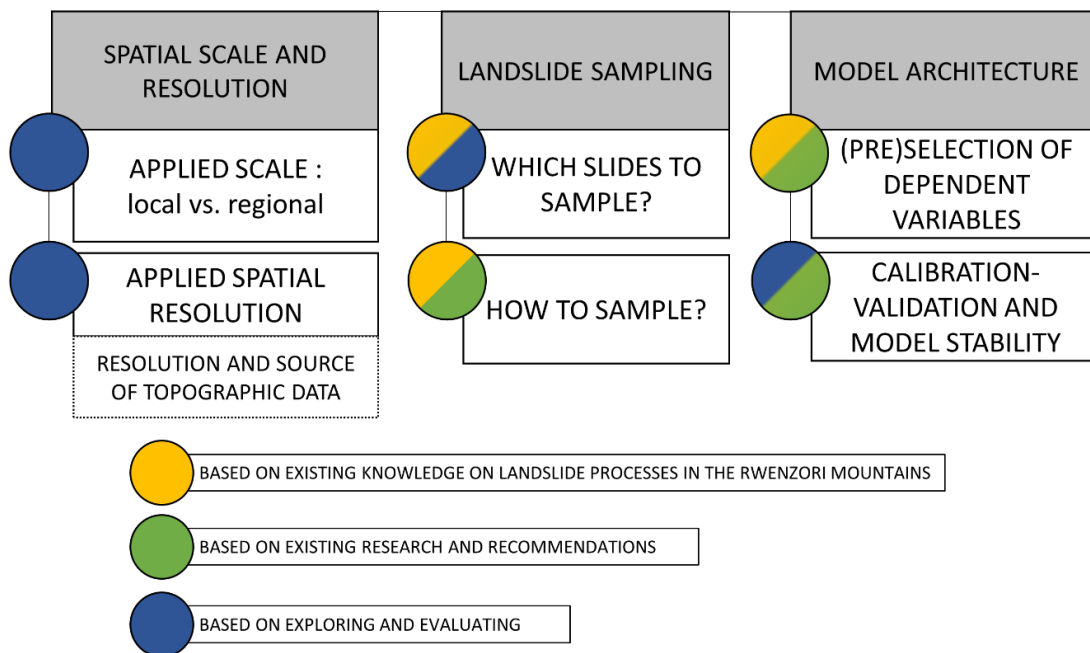 SPATIAL SCALE AND
RESOLUTION
APPLIED SCALE :
local vs. regional
APPLIED SPATIAL
RESOLUTION
RESOLUTION AND SOURCE
OF TOPOGRAPHIC DATA
LANDSLIDE SAMPLING
WHICH SLIDES TO
SAMPLE?
HOW TO SAMPLE?
MODEL ARCHITECTURE
(PRE)SELECTION OF
DEPENDENT
VARIABLES
CALIBRATION-
VALIDATION AND
MODEL STABILITY
BASED ON EXISTING KNOWLEDGE ON LANDSLIDE PROCESSES IN THE RWENZORI MOUNTAINS
BASED ON EXISTING RESEARCH AND RECOMMENDATIONS
BASED ON EXPLORING AND EVALUATING